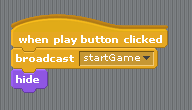 when play button clicked
broadcast startGame
hide